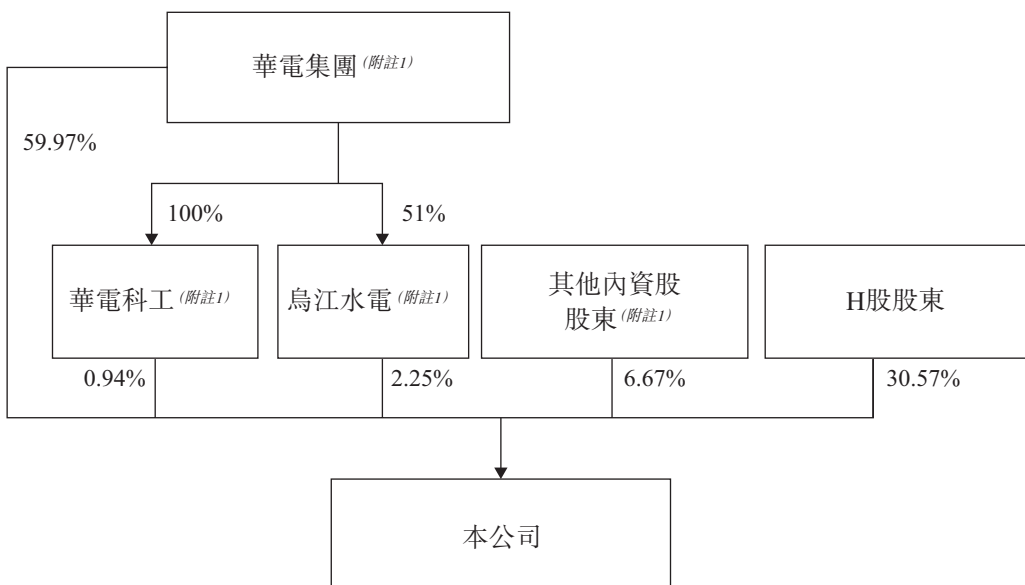 華電集團(附註1)
59.97%
100%
51%
華電科工(附註1)
烏江水電(附註1)
其他內資股
股東(附註1)
H股股東
0.94%
2.25%
6.67%
30.57%
本公司